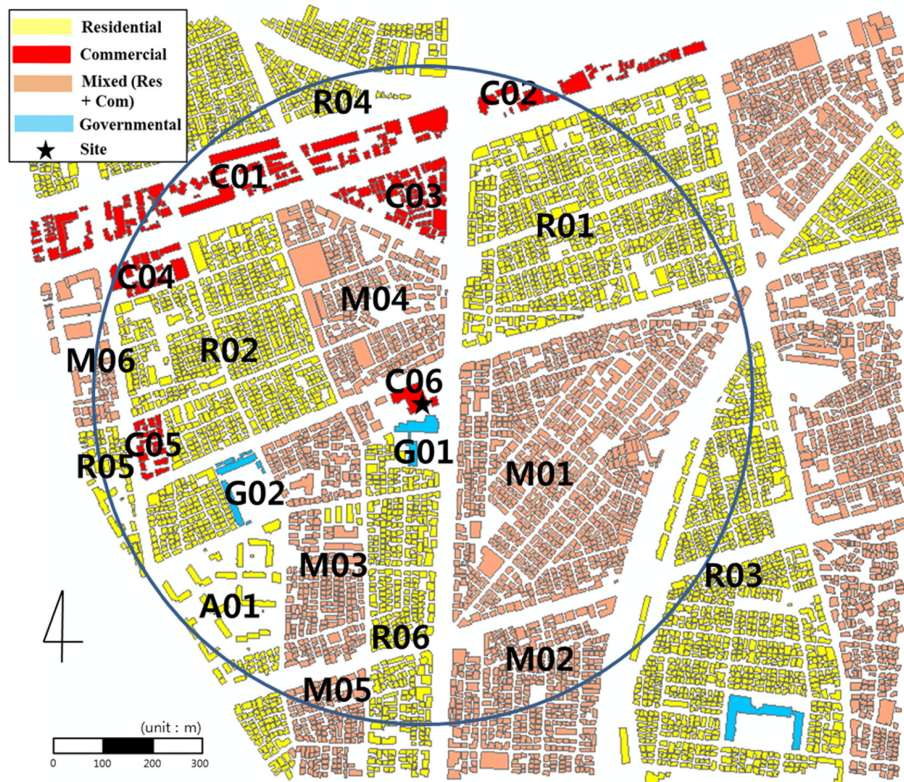 Residential
Commercial
Mixed (Res
+ Com)
Governmental
Site
R04
C02
C01
C03
R01
C04
M04
M06
R02
C06
C05
R05
G01
G02
M01
M03
R03
A01
R06
M02
M05
(unit : m)
0 100 200 300